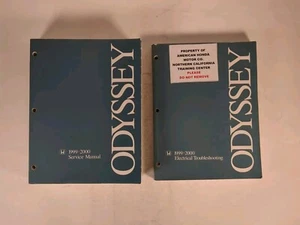 ODYSSEY
1999-2000
Service Manual
PROPERTY OF
AMERICAN HONDA
MOTOR CO.
NORTHERN CALIFORNIA
TRAINING CENTER
PLEASE
DO NOT REMOVE
ODYSSEY
1999-2000
Electrical Troubleshooting